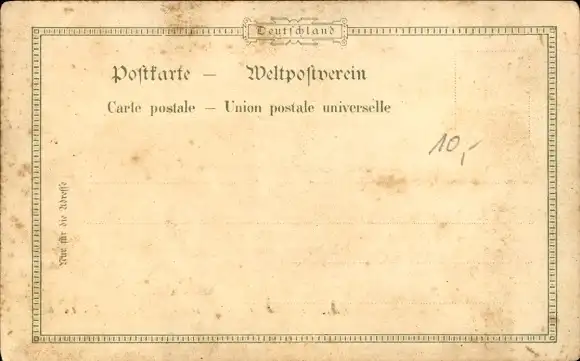 Deutschland
Postkarte — Weltpostverein
Carte postale — Union postale universelle
10,-
Nur für die Adresse